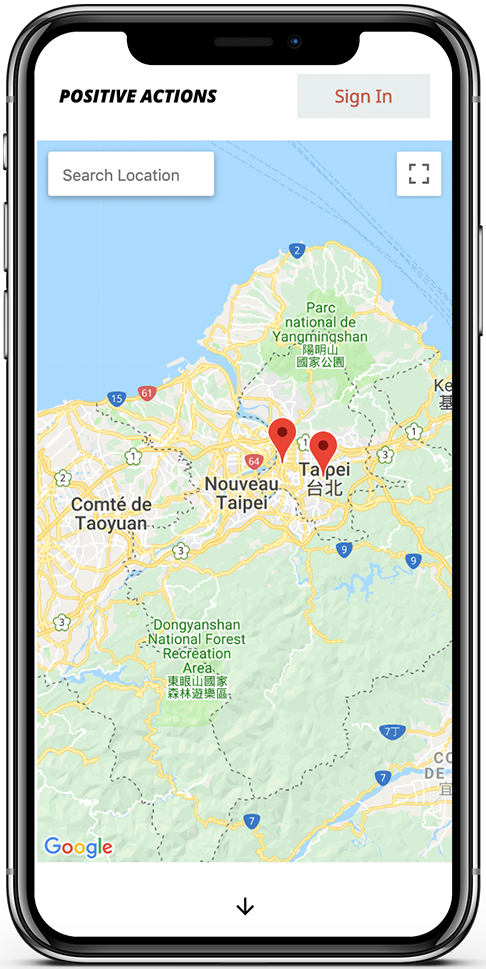 POSITIVE ACTIONS
Sign In
Search Location
2
Parc
national de
Yangmingshan
陽明山
國家公園
Ke
基
15
61
1
1
1
3
2
64
Nouveau
Taipei
Taipei
台北
Comté de
Taoyuan
3
9
9
3
Dongyanshan
National Forest
Recreation
Area
東眼山國家
森林遊樂區
7丁
CO
DE
宜
7
7
Google